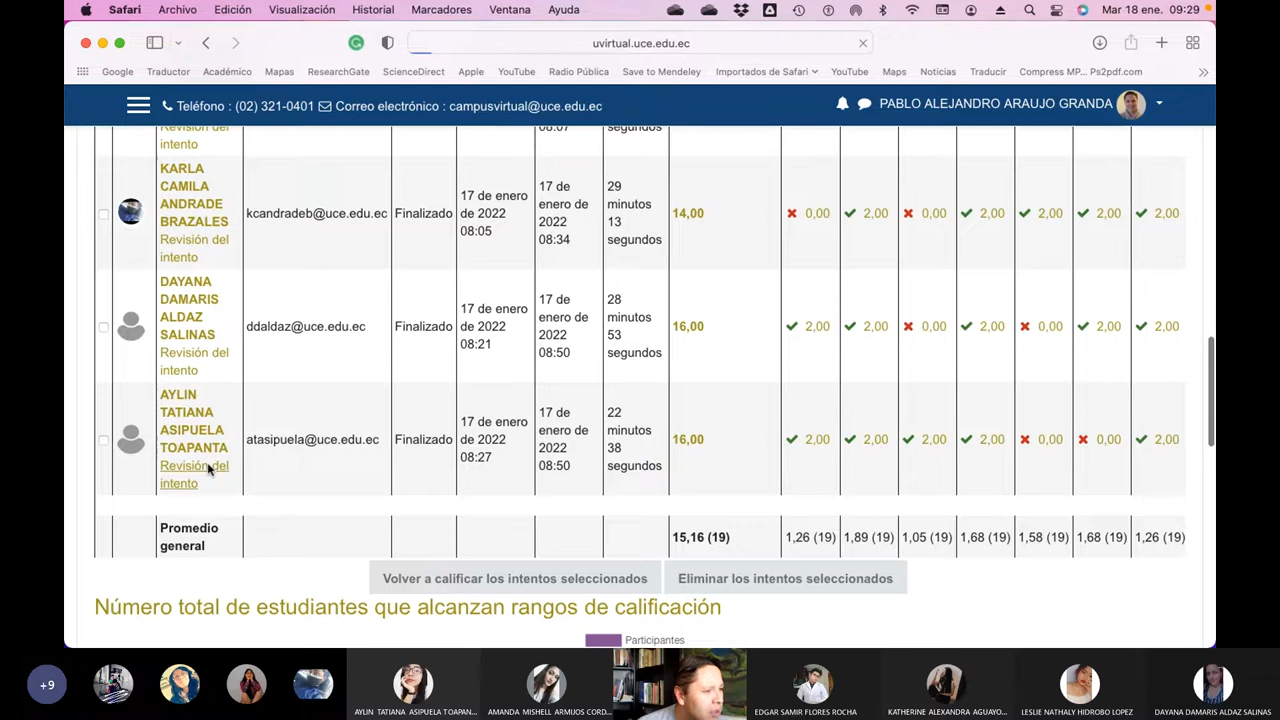 Safari Archivo Edición Visualización Historial Marcadores Ventana Ayuda Mar 18 ene. 09:29
uvirtual.uce.edu.ec
Google Traductor Académico Mapas ResearchGate ScienceDirect Apple YouTube Radio Pública Save to Mendeley Importados de Safari YouTube Maps Noticias Traducir Compress MP... Ps2pdf.com
Teléfono : (02) 321-0401 Correo electrónico : campusvirtual@uce.edu.ec PABLO ALEJANDRO ARAUJO GRANDA
Revisión del
intento
08:07
segundos
KARLA
CAMILA
ANDRADE
BRAZALES
Revisión del
intento
kcandradeb@uce.edu.ec
Finalizado
17 de enero
de 2022
08:05
17 de
enero de
2022
08:34
29
minutos
13
segundos
14,00
0,00 2,00 0,00 2,00 2,00 2,00 2,00
DAYANA
DAMARIS
ALDAZ
SALINAS
Revisión del
intento
ddaldaz@uce.edu.ec
Finalizado
17 de enero
de 2022
08:21
17 de
enero de
2022
08:50
28
minutos
53
segundos
16,00
2,00 2,00 0,00 2,00 0,00 2,00 2,00
AYLIN
TATIANA
ASIPUELA
TOAPANTA
Revisión del
intento
atasipuela@uce.edu.ec
Finalizado
17 de enero
de 2022
08:27
17 de
enero de
2022
08:50
22
minutos
38
segundos
16,00
2,00 2,00 2,00 2,00 0,00 0,00 2,00
Promedio
general
15,16 (19) 1,26 (19) 1,89 (19) 1,05 (19) 1,68 (19) 1,58 (19) 1,68 (19) 1,26 (19)
Volver a calificar los intentos seleccionados Eliminar los intentos seleccionados
Número total de estudiantes que alcanzan rangos de calificación
Participantes
+9
AYLIN TATIANA ASIPUELA TOAPAN... AMANDA MISHELL ARMIJOS CORD... EDGAR SAMIR FLORES ROCHA KATHERINE ALEXANDRA AGUAYO... LESLIE NATHALY HIDROBO LOPEZ DAYANA DAMARIS ALDAZ SALINAS